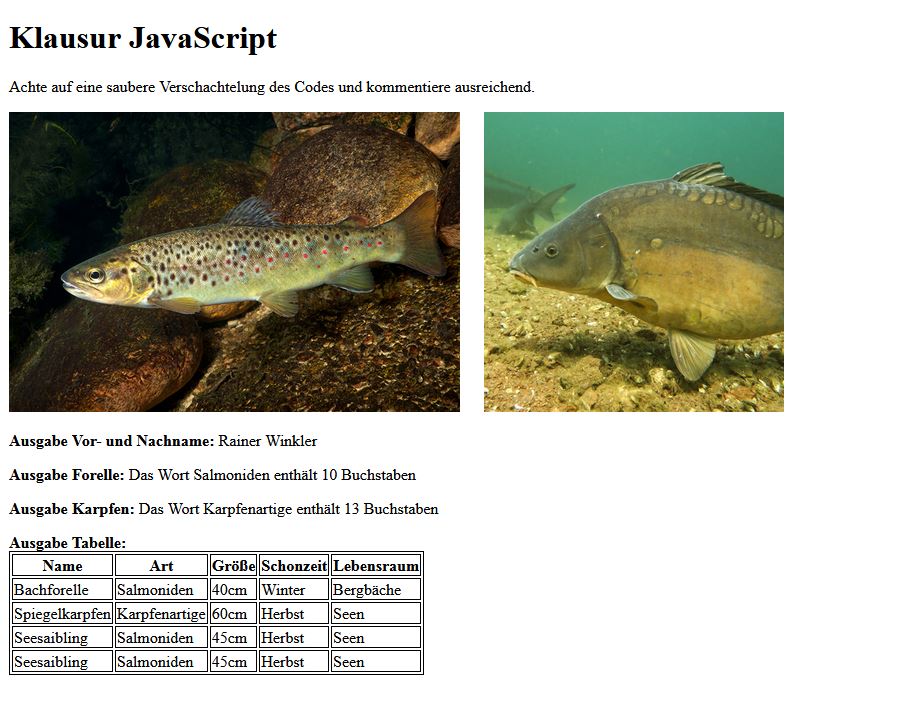 Klausur JavaScript
Achte auf eine saubere Verschachtelung des Codes und kommentiere ausreichend.
Ausgabe Vor- und Nachname: Rainer Winkler
Ausgabe Forelle: Das Wort Salmoniden enthält 10 Buchstaben
Ausgabe Karpfen: Das Wort Karpfenartige enthält 13 Buchstaben
Ausgabe Tabelle:
Name Art Größe Schonzeit Lebensraum
Bachforelle Salmoniden 40cm Winter Bergbäche
Spiegelkarpfen Karpfenartige 60cm Herbst Seen
Seesaibling Salmoniden 45cm Herbst Seen
Seesaibling Salmoniden 45cm Herbst Seen